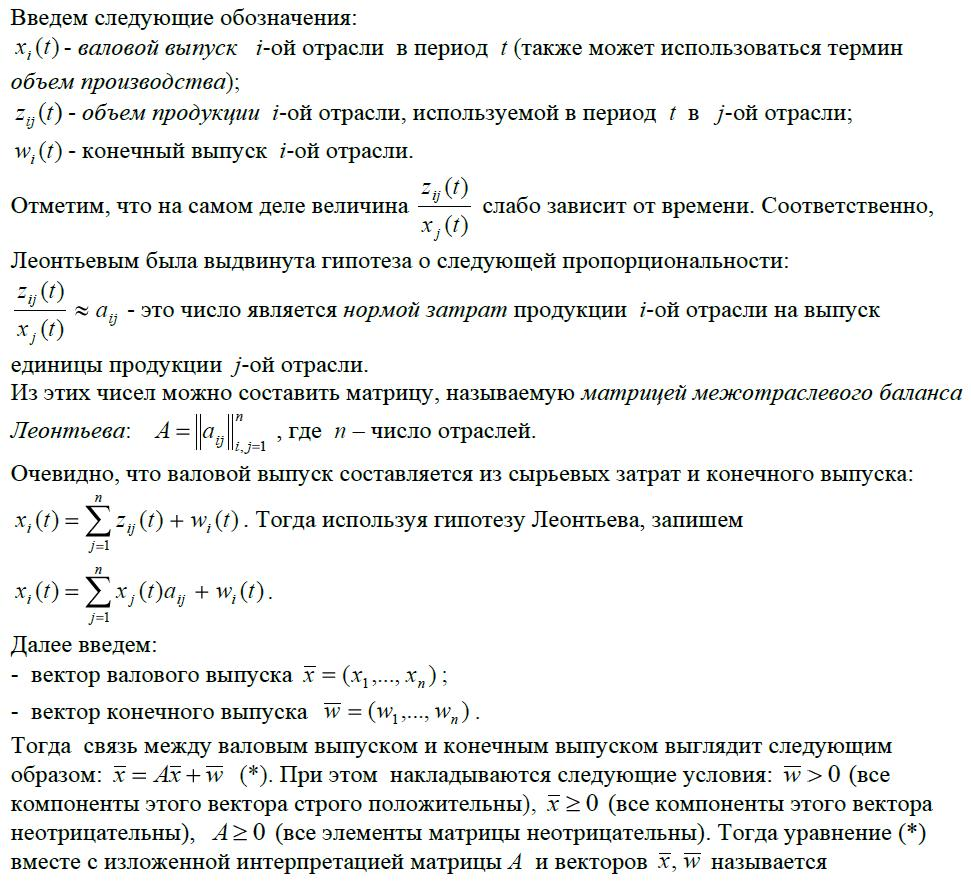 Введем следующие обозначения:
x_i(t) - валовой выпуск i-ой отрасли в период t (также может использоваться термин
объем производства);
z_ij(t) - объем продукции i-ой отрасли, используемой в период t в j-ой отрасли;
w_i(t) - конечный выпуск i-ой отрасли.
Отметим, что на самом деле величина z_ij(t)/x_j(t) слабо зависит от времени. Соответственно,
Леонтьевым была выдвинута гипотеза о следующей пропорциональности:
z_ij(t)/x_j(t) ≈ a_ij - это число является нормой затрат продукции i-ой отрасли на выпуск
единицы продукции j-ой отрасли.
Из этих чисел можно составить матрицу, называемую матрицей межотраслевого баланса
Леонтьева: A = ‖a_ij‖^n_{i,j=1} , где n – число отраслей.
Очевидно, что валовой выпуск составляется из сырьевых затрат и конечного выпуска:
x_i(t) = ∑_{j=1}^{n} z_ij(t) + w_i(t). Тогда используя гипотезу Леонтьева, запишем
x_i(t) = ∑_{j=1}^{n} x_j(t)a_ij + w_i(t).
Далее введем:
- вектор валового выпуска x̅ = (x_1,..., x_n) ;
- вектор конечного выпуска w̅ = (w_1,..., w_n) .
Тогда связь между валовым выпуском и конечным выпуском выглядит следующим
образом: x̅ = Ax̅ + w̅ (*). При этом накладываются следующие условия: w̅ > 0 (все
компоненты этого вектора строго положительны), x̅ ≥ 0 (все компоненты этого вектора
неотрицательны), A ≥ 0 (все элементы матрицы неотрицательны). Тогда уравнение (*)
вместе с изложенной интерпретацией матрицы A и векторов x̅, w̅ называется